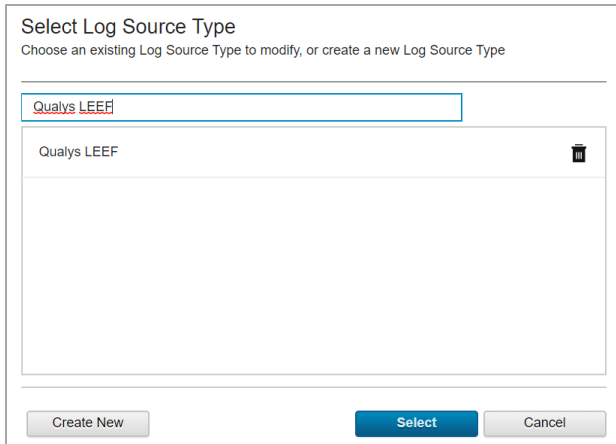 Select Log Source Type
Choose an existing Log Source Type to modify, or create a new Log Source Type
Qualys LEEF
Qualys LEEF
Create New
Select
Cancel